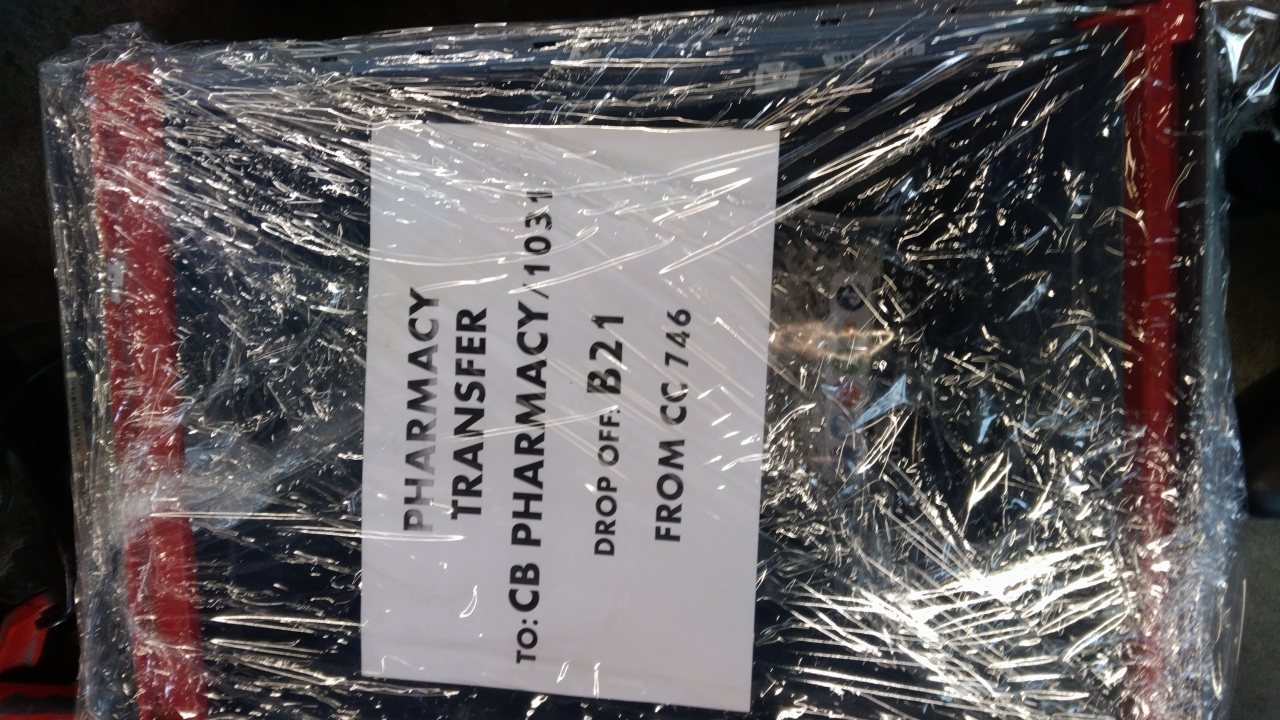 PHARMACY
TRANSFER
TO: CB PHARMACY/1031
DROP OFF: B21
FROM CC 746